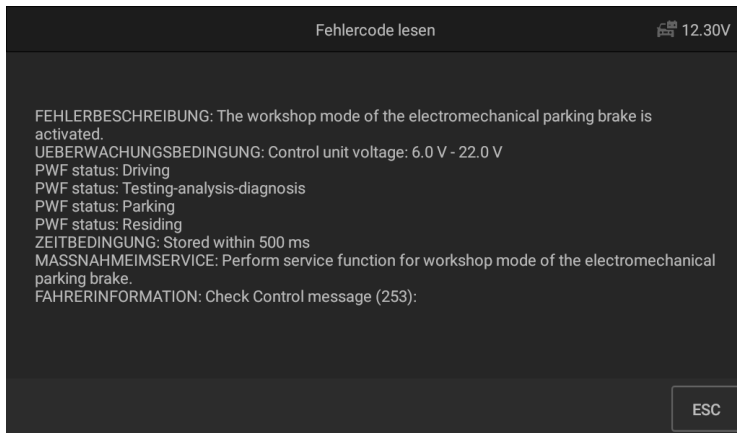 Fehlercode lesen
12.30V
FEHLERBESCHREIBUNG: The workshop mode of the electromechanical parking brake is
activated.
UEBERWACHUNGSBEDINGUNG: Control unit voltage: 6.0 V - 22.0 V
PWF status: Driving
PWF status: Testing-analysis-diagnosis
PWF status: Parking
PWF status: Residing
ZEITBEDINGUNG: Stored within 500 ms
MASSNAHMEIMSERVICE: Perform service function for workshop mode of the electromechanical
parking brake.
FAHRERINFORMATION: Check Control message (253):
ESC